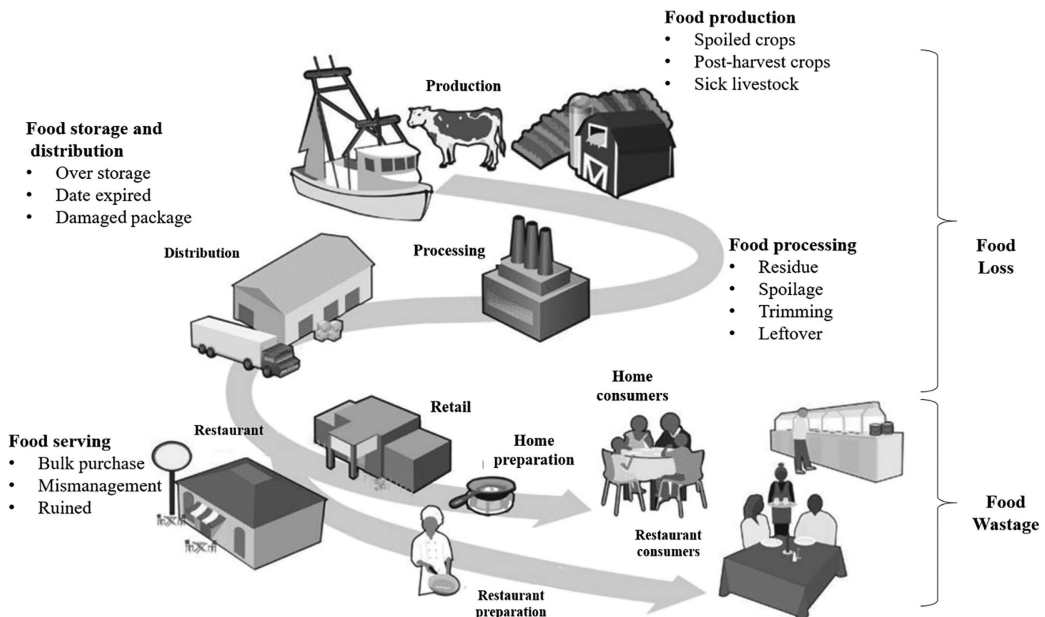 Food production
• Spoiled crops
• Post-harvest crops
• Sick livestock
Production
Food storage and
distribution
• Over storage
• Date expired
• Damaged package
Distribution
Processing
Food processing
• Residue
• Spoilage
• Trimming
• Leftover
Food
Loss
Home
consumers
Retail
Restaurant
Home
preparation
Food serving
• Bulk purchase
• Mismanagement
• Ruined
Restaurant
consumers
Food
Wastage
Restaurant
preparation